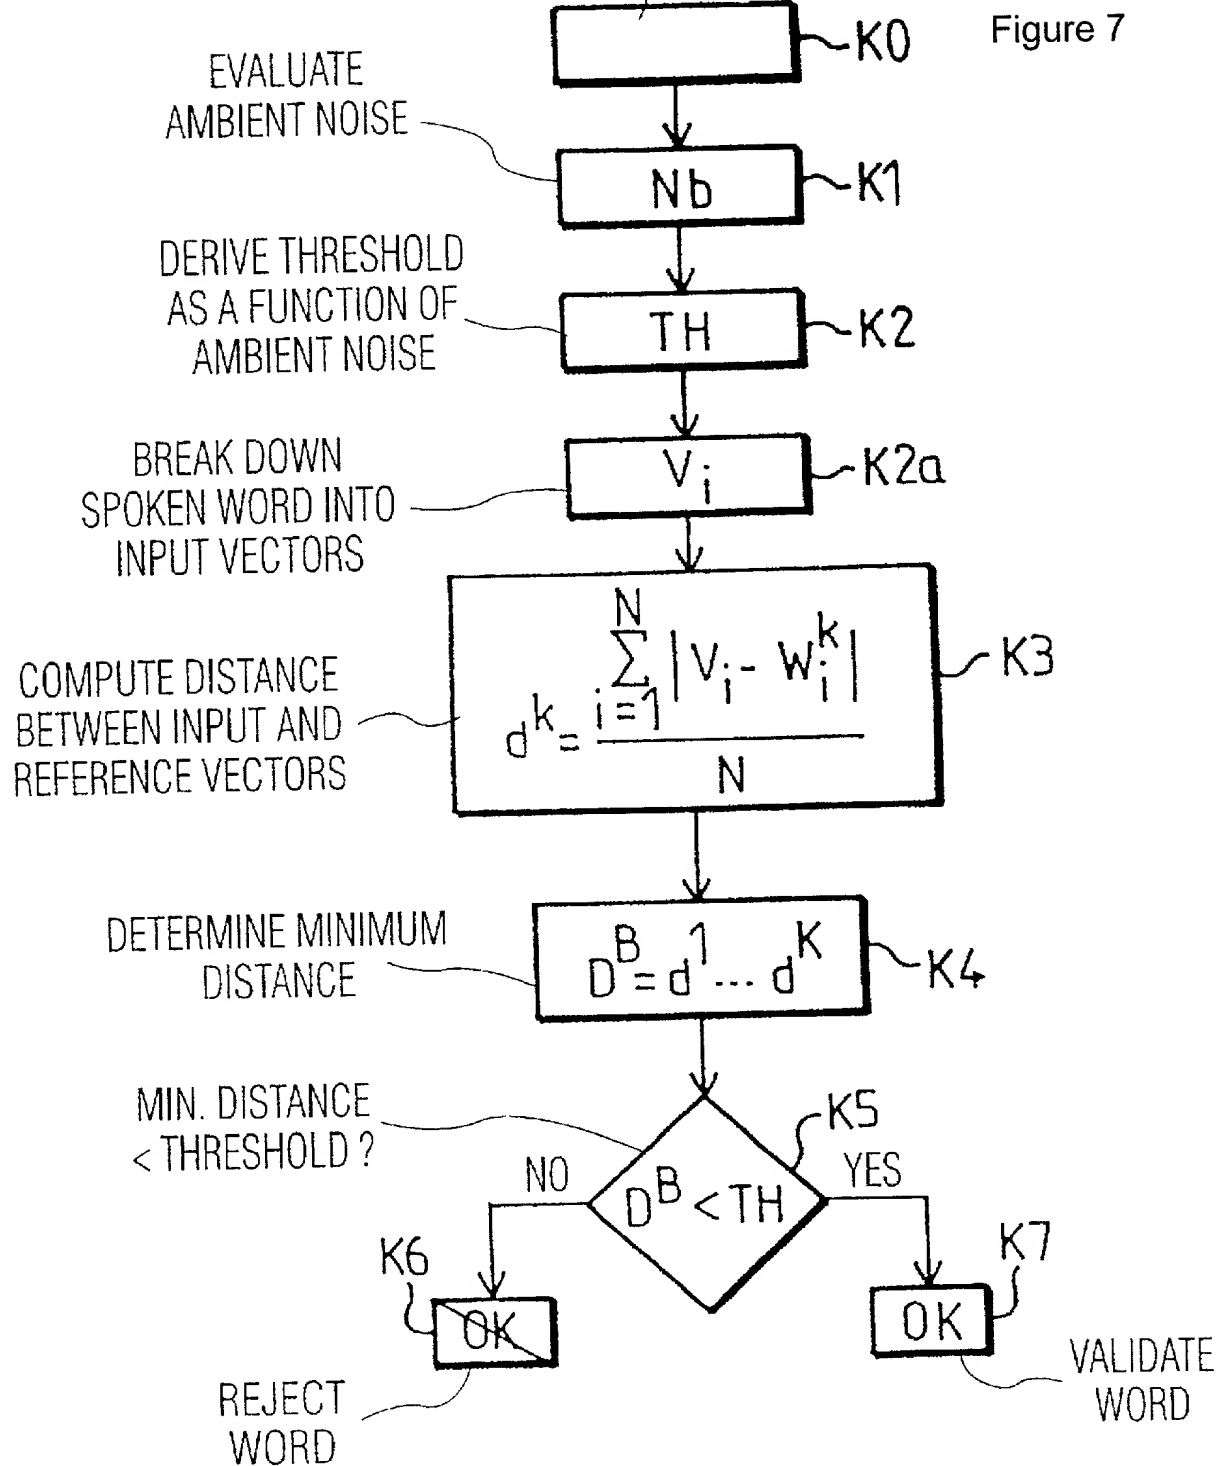 Figure 7
K0
EVALUATE
AMBIENT NOISE
Nb
K1
DERIVE THRESHOLD
AS A FUNCTION OF
AMBIENT NOISE
TH
K2
BREAK DOWN
SPOKEN WORD INTO
INPUT VECTORS
V_i
K2a
COMPUTE DISTANCE
BETWEEN INPUT AND
REFERENCE VECTORS
d^k = ∑_{i=1}^{N} |V_i - W_i^k| / N
K3
DETERMINE MINIMUM
DISTANCE
D^B = d^1 ... d^K
K4
MIN. DISTANCE
< THRESHOLD ?
K5
NO
YES
D^B < TH
K6
OK
REJECT
WORD
K7
OK
VALIDATE
WORD